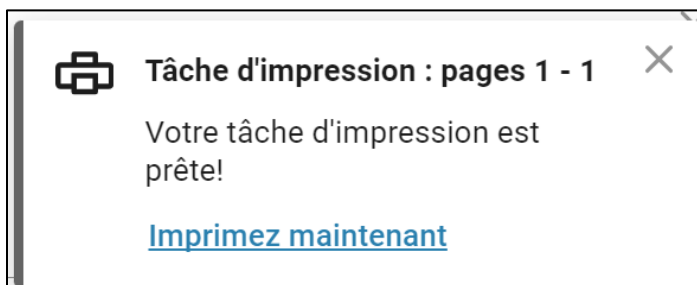 Tâche d'impression : pages 1 - 1
Votre tâche d'impression est
prête!
Imprimez maintenant